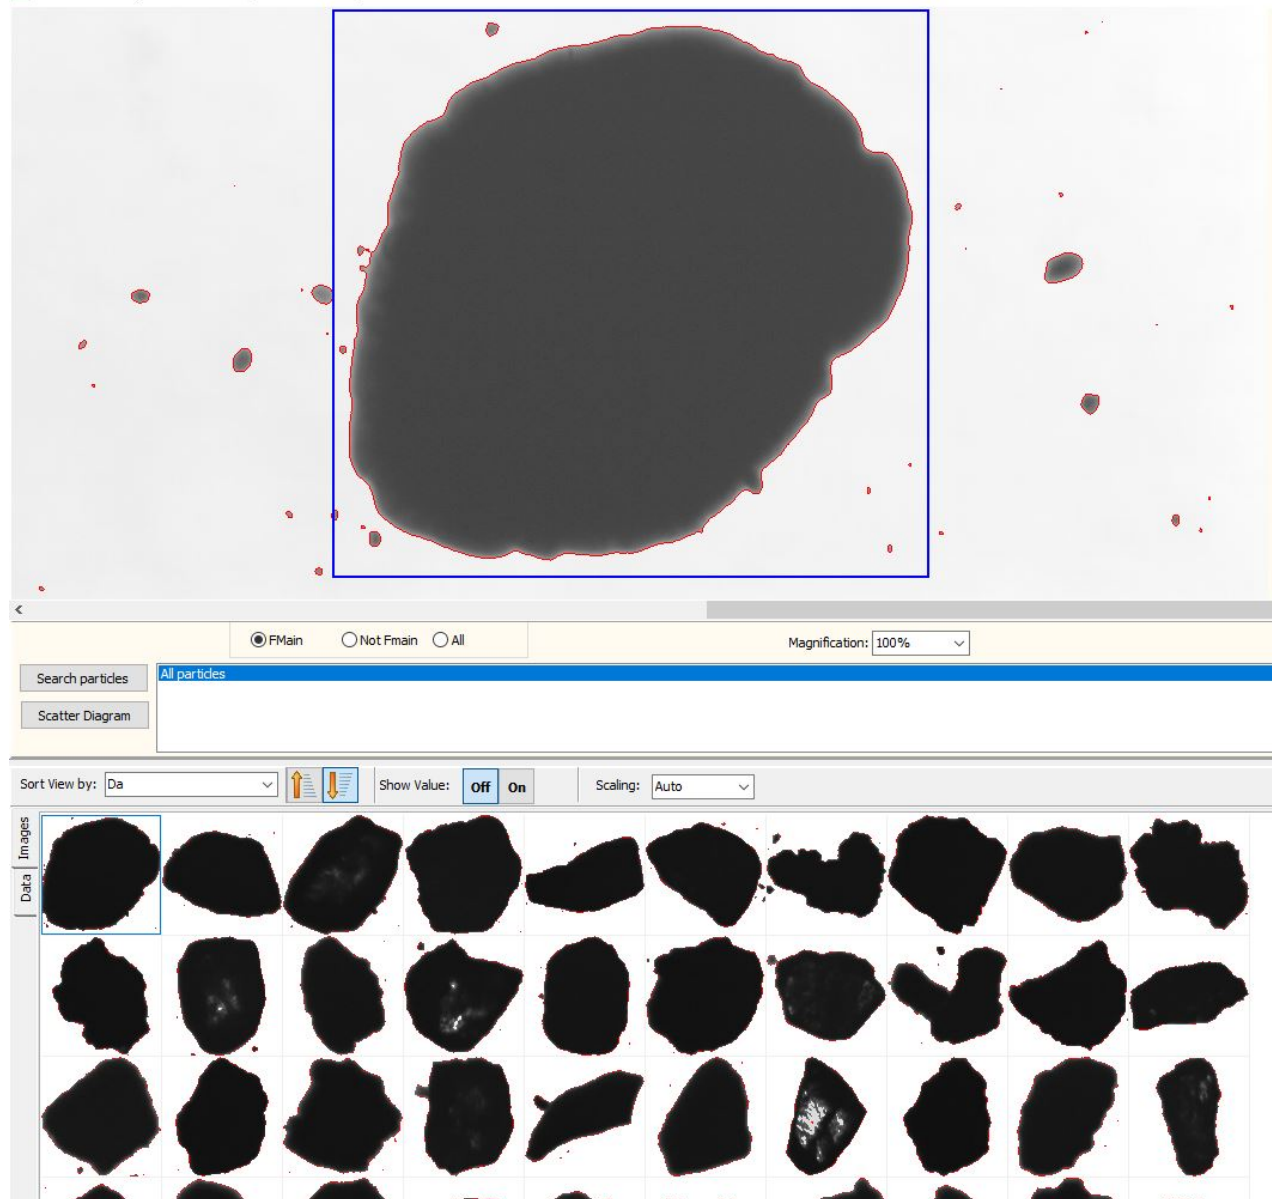 FMain Not Fmain All Magnification: 100%
Search particles All particles
Scatter Diagram
Sort View by: Da Show Value: Off On Scaling: Auto
Images
Data